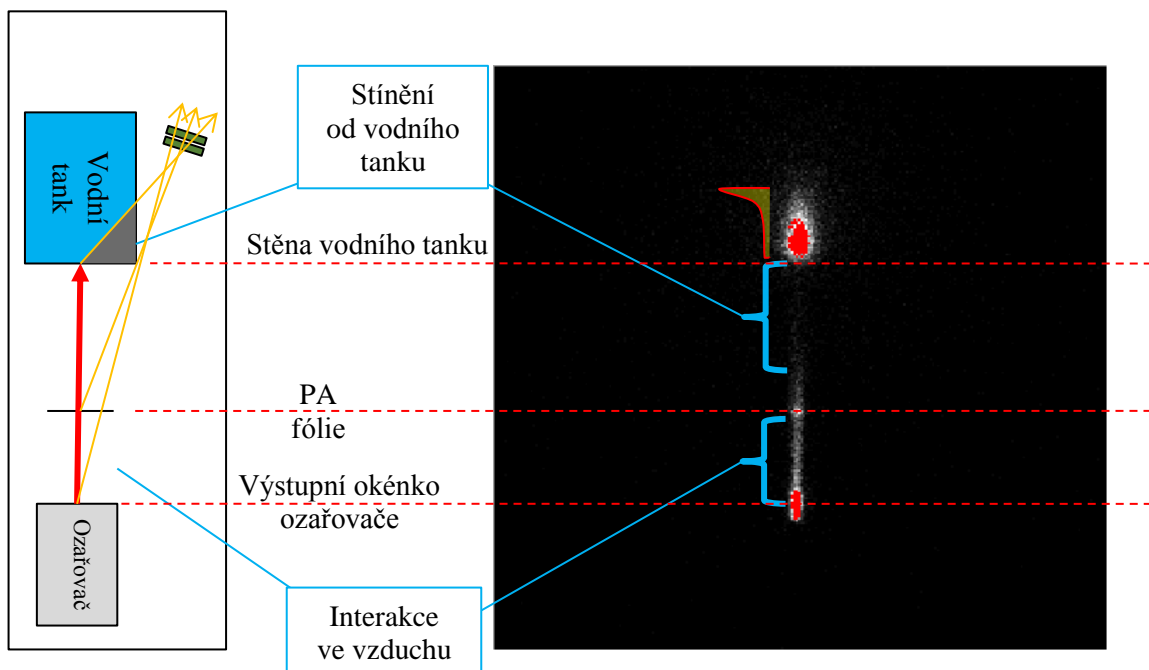 Vodní
tank
Ozařovač
Stínění
od vodního
tanku
Stěna vodního tanku
PA
fólie
Výstupní okénko
ozařovače
Interakce
ve vzduchu